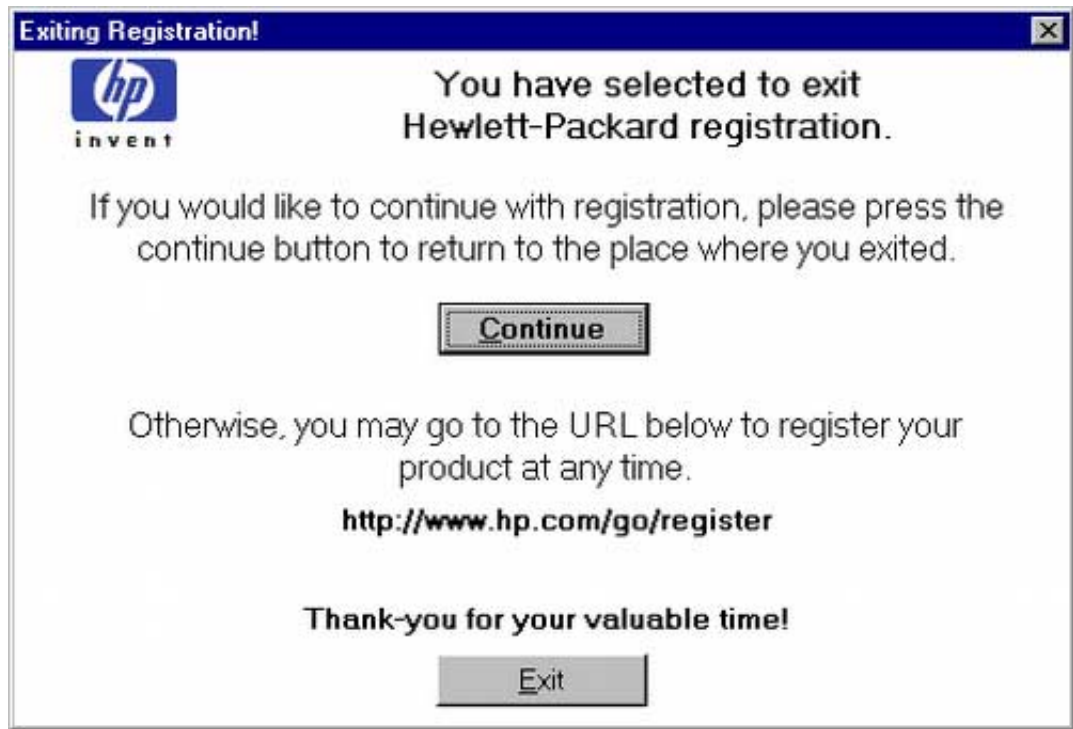 Exiting Registration!
hp
invent
You have selected to exit
Hewlett-Packard registration.
If you would like to continue with registration, please press the
continue button to return to the place where you exited.
Continue
Otherwise, you may go to the URL below to register your
product at any time.
http://www.hp.com/go/register
Thank-you for your valuable time!
Exit